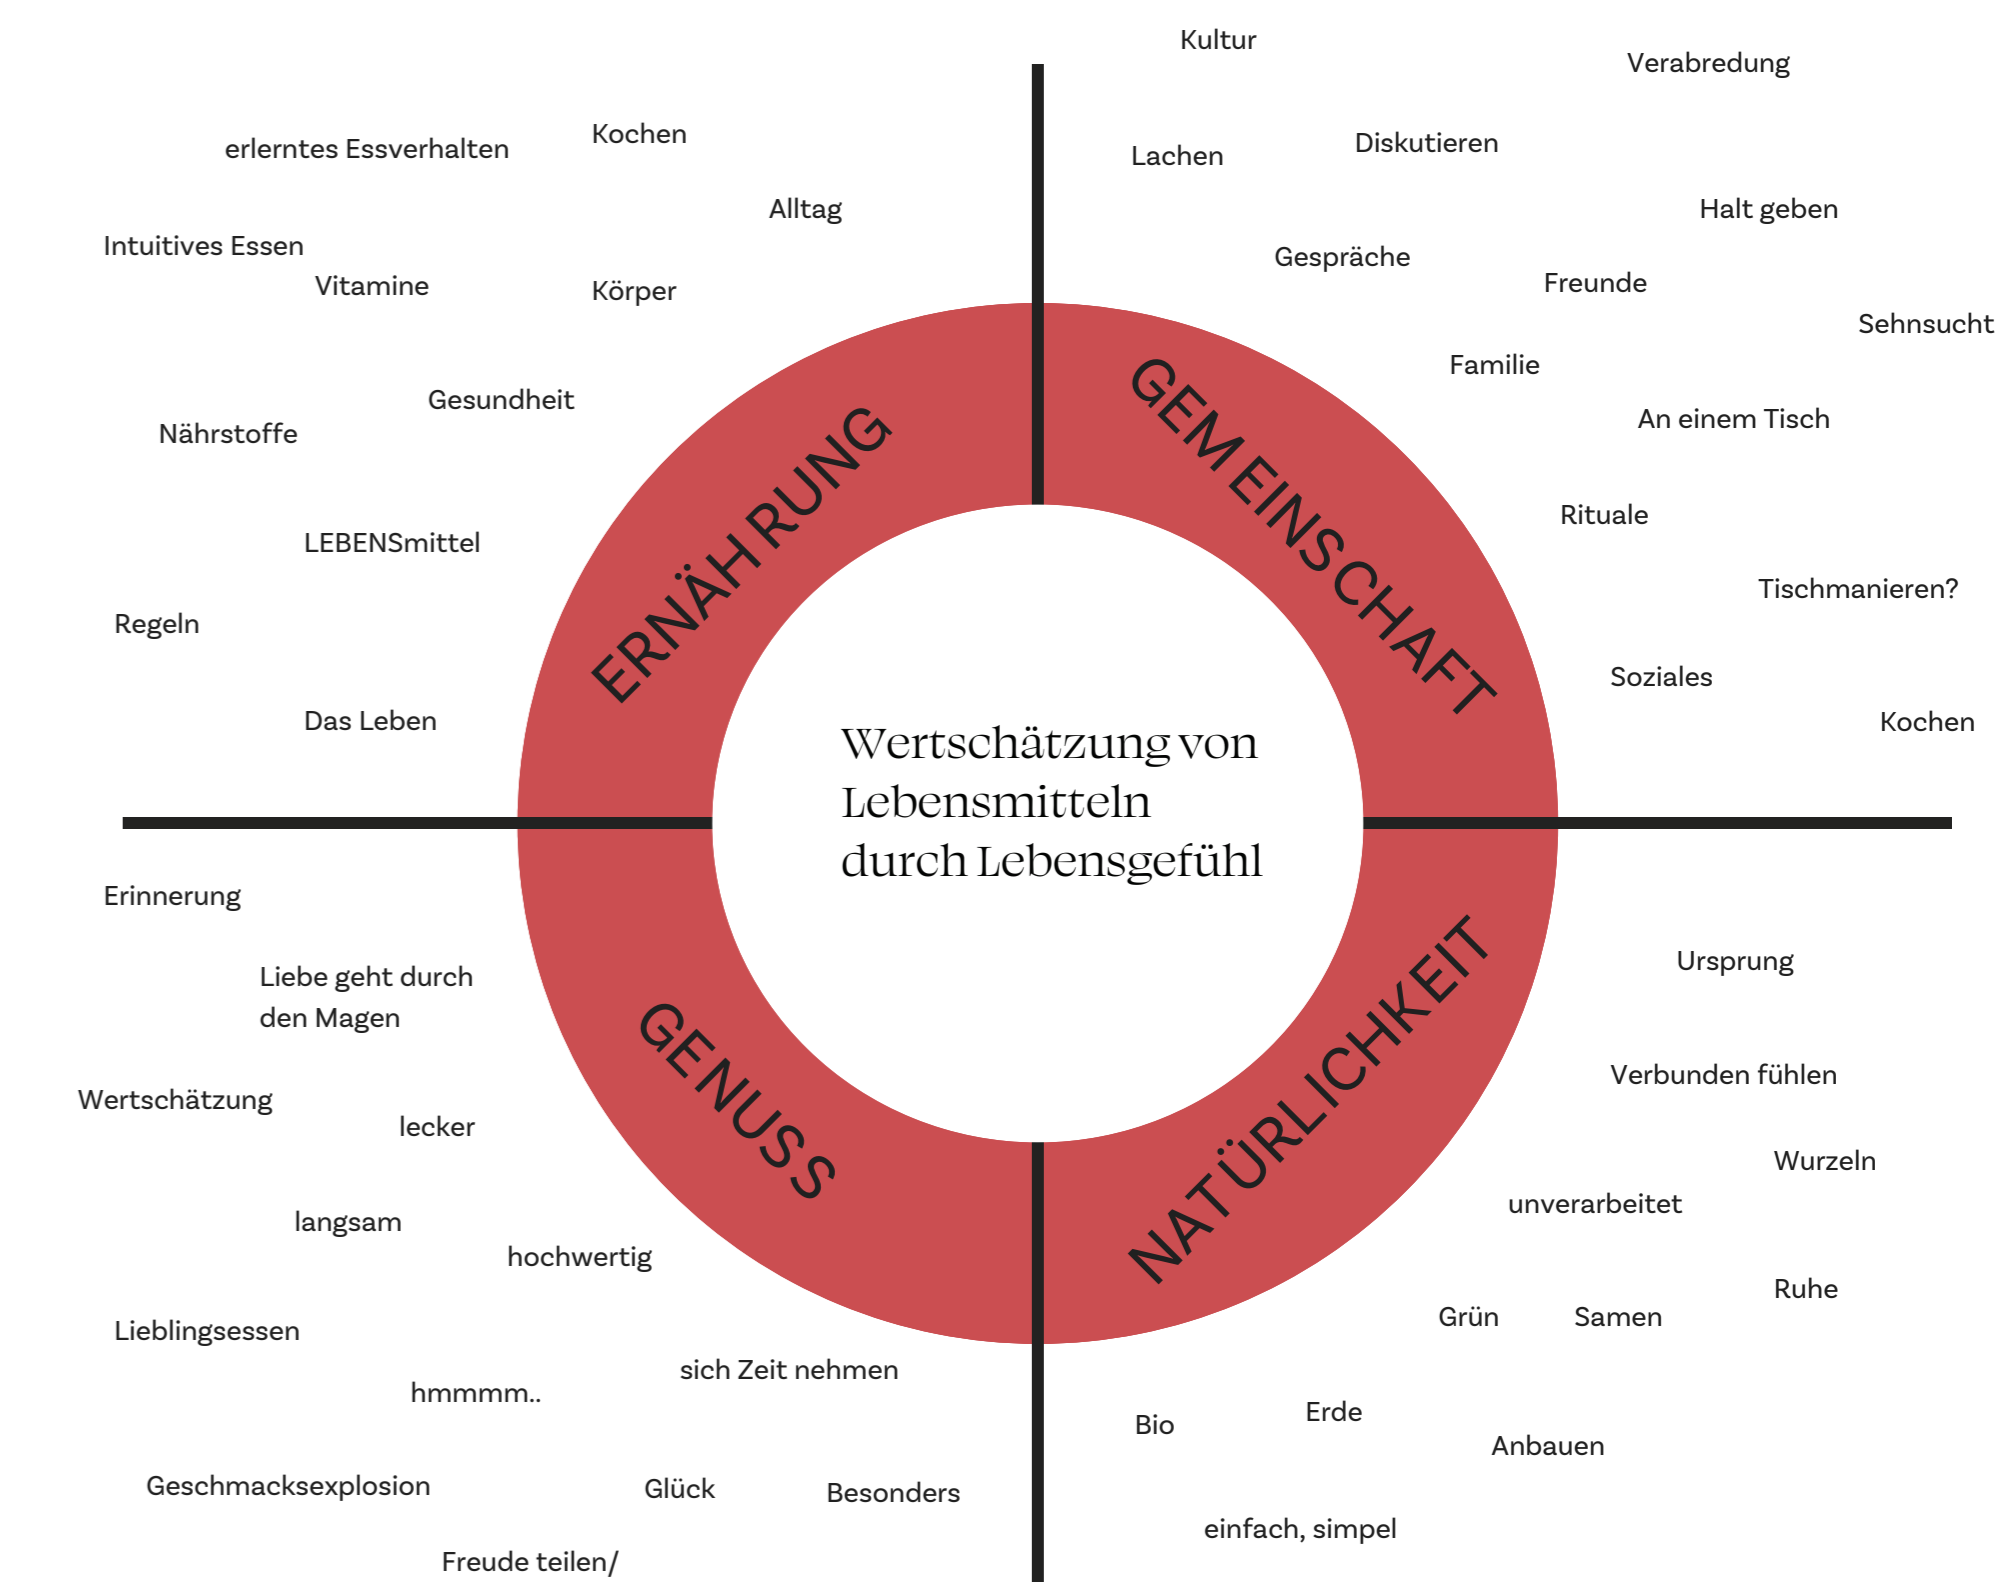 erlerntes Essverhalten
Kochen
Alltag
Intuitives Essen
Vitamine
Körper
Gesundheit
Nährstoffe
LEBENSmittel
Regeln
Das Leben
ERNÄHRUNG
Kultur
Verabredung
Lachen
Diskutieren
Halt geben
Gespräche
Freunde
Sehnsucht
Familie
An einem Tisch
Rituale
Tischmanieren?
Soziales
Kochen
GEMEINSCHAFT
Wertschätzung von
Lebensmitteln
durch Lebensgefühl
Erinnerung
Liebe geht durch
den Magen
Wertschätzung
lecker
langsam
hochwertig
Lieblingsessen
sich Zeit nehmen
hmmmm..
Geschmacksexplosion
Glück
Besonders
Freude teilen/
GENUSS
NATÜRLICHKEIT
Ursprung
Verbunden fühlen
Wurzeln
unverarbeitet
Ruhe
Grün
Samen
Bio
Erde
Anbauen
einfach, simpel